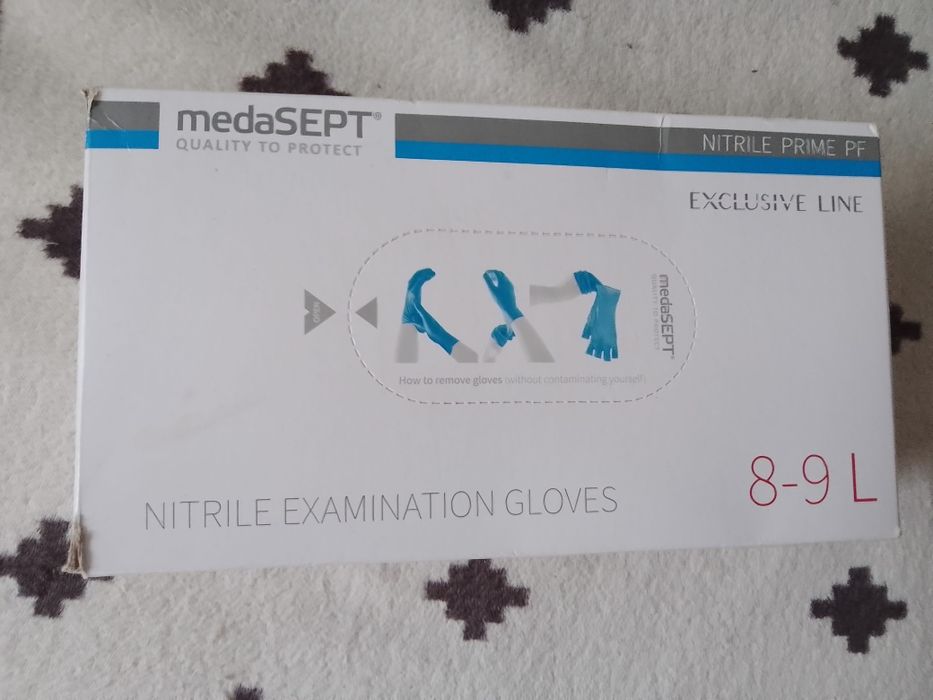 medaSEPT®
QUALITY TO PROTECT
NITRILE PRIME PF
EXCLUSIVE LINE
OPEN
medaSEPT®
QUALITY TO PROTECT
How to remove gloves (without contaminating yourself)
NITRILE EXAMINATION GLOVES
8-9 L